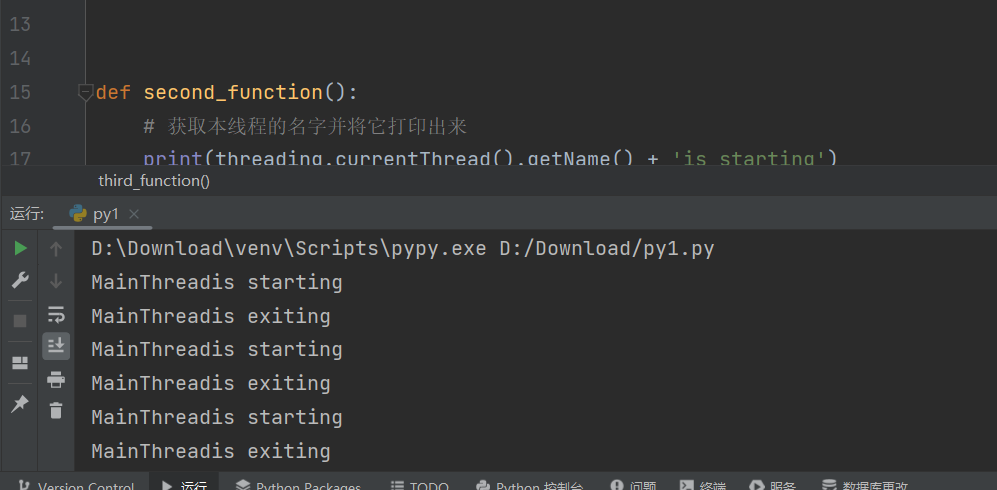 13
14
15 def second_function():
16 # 获取本线程的名字并将它打印出来
17 print(threading.currentThread().getName() + 'is starting')
third_function()
运行: py1
D:\Download\venv\Scripts\pypy.exe D:/Download/py1.py
MainThreadis starting
MainThreadis exiting
MainThreadis starting
MainThreadis exiting
MainThreadis starting
MainThreadis exiting
Version Control 运行 Python Packages TODO Python 控制台 问题 终端 服务 数据库更改